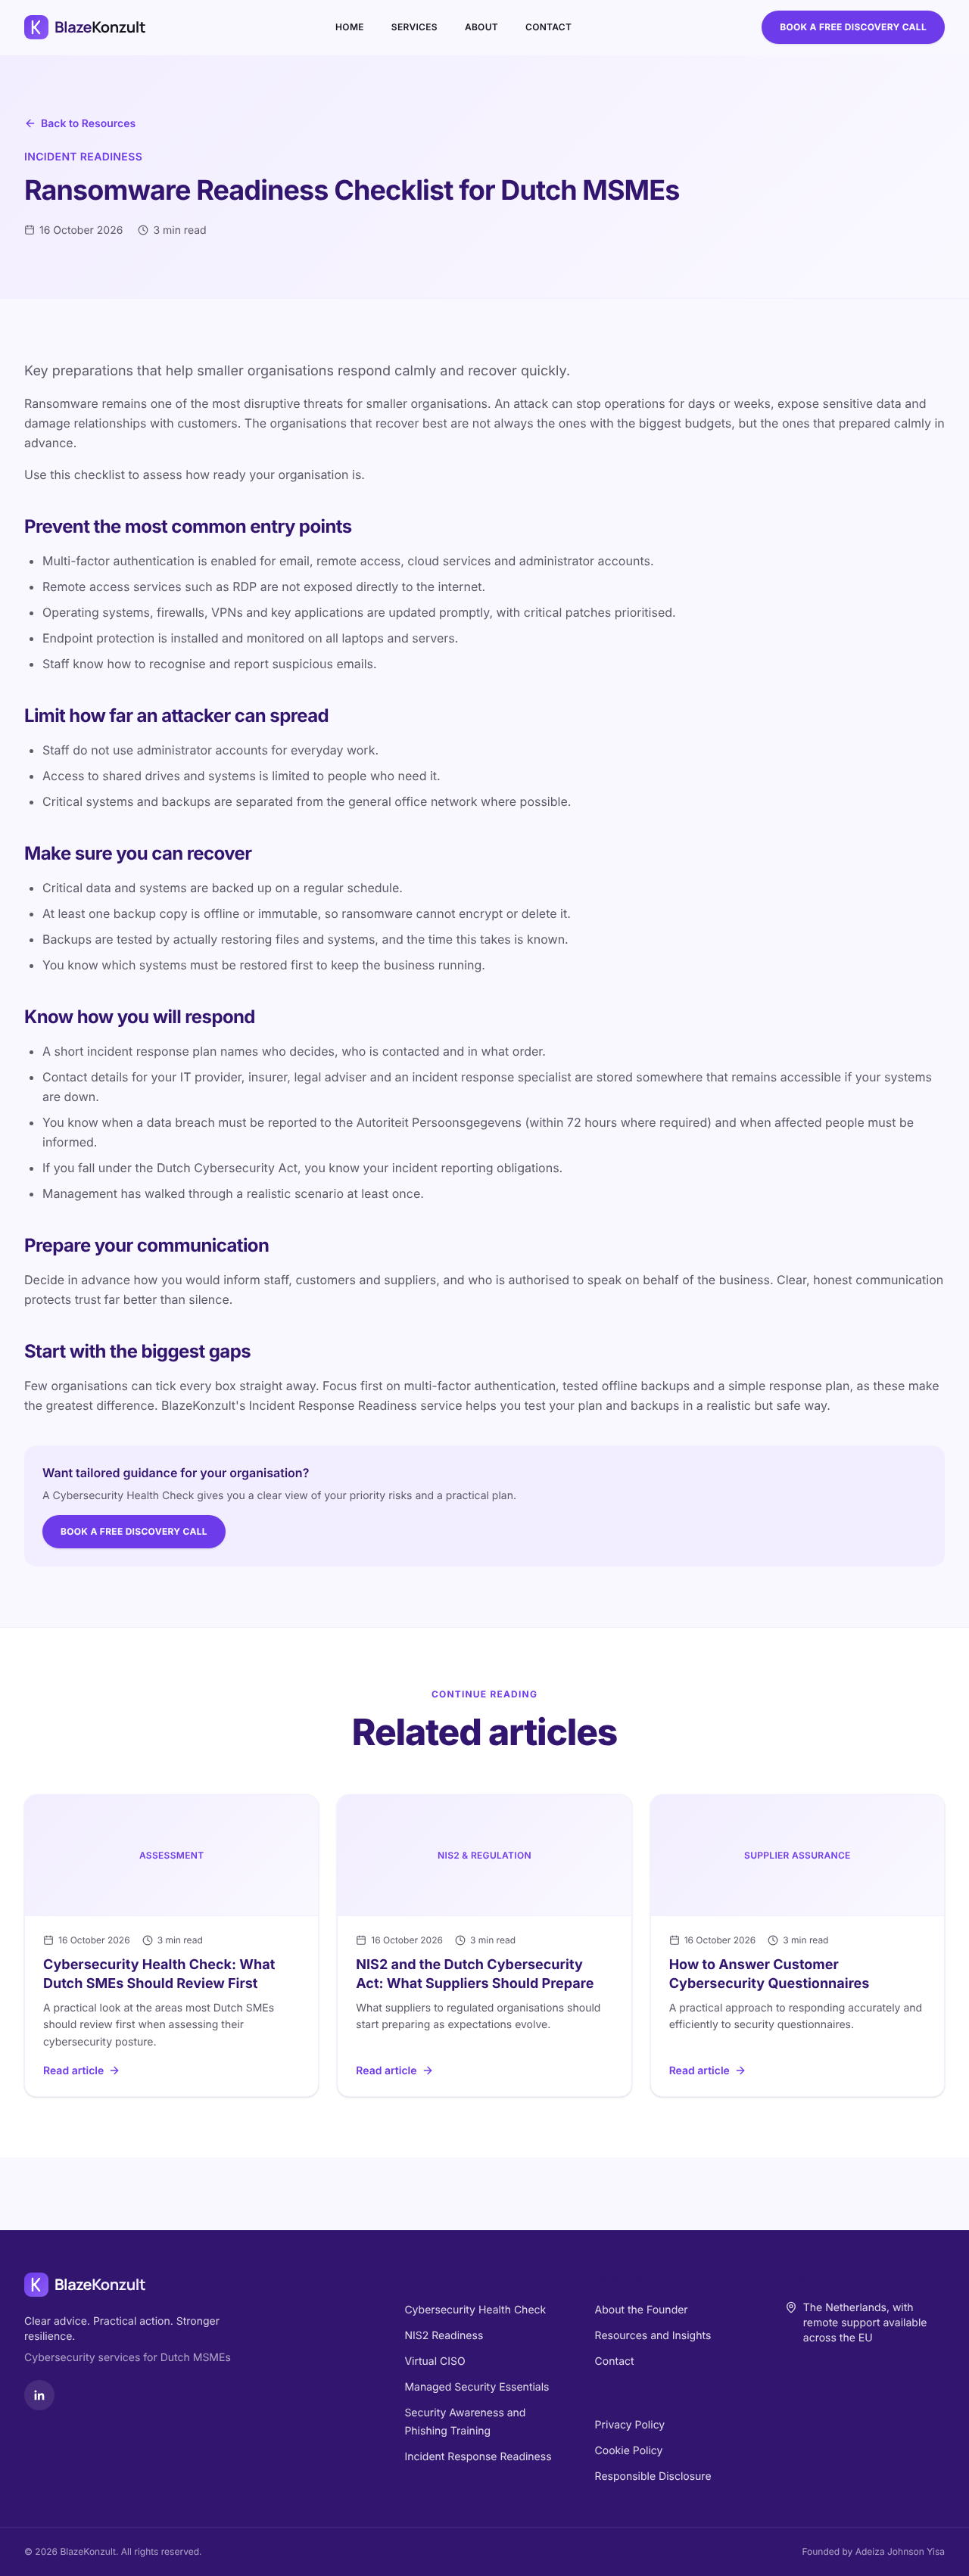 BlazeKonzult
HOME
SERVICES
ABOUT
CONTACT
BOOK A FREE DISCOVERY CALL
Back to Resources
INCIDENT READINESS
Ransomware Readiness Checklist for Dutch MSMEs
16 October 2026
3 min read
Key preparations that help smaller organisations respond calmly and recover quickly.
Ransomware remains one of the most disruptive threats for smaller organisations. An attack can stop operations for days or weeks, expose sensitive data and
damage relationships with customers. The organisations that recover best are not always the ones with the biggest budgets, but the ones that prepared calmly in
advance.
Use this checklist to assess how ready your organisation is.
Prevent the most common entry points
• Multi-factor authentication is enabled for email, remote access, cloud services and administrator accounts.
• Remote access services such as RDP are not exposed directly to the internet.
• Operating systems, firewalls, VPNs and key applications are updated promptly, with critical patches prioritised.
• Endpoint protection is installed and monitored on all laptops and servers.
• Staff know how to recognise and report suspicious emails.
Limit how far an attacker can spread
• Staff do not use administrator accounts for everyday work.
• Access to shared drives and systems is limited to people who need it.
• Critical systems and backups are separated from the general office network where possible.
Make sure you can recover
• Critical data and systems are backed up on a regular schedule.
• At least one backup copy is offline or immutable, so ransomware cannot encrypt or delete it.
• Backups are tested by actually restoring files and systems, and the time this takes is known.
• You know which systems must be restored first to keep the business running.
Know how you will respond
• A short incident response plan names who decides, who is contacted and in what order.
• Contact details for your IT provider, insurer, legal adviser and an incident response specialist are stored somewhere that remains accessible if your systems
are down.
• You know when a data breach must be reported to the Autoriteit Persoonsgegevens (within 72 hours where required) and when affected people must be
informed.
• If you fall under the Dutch Cybersecurity Act, you know your incident reporting obligations.
• Management has walked through a realistic scenario at least once.
Prepare your communication
Decide in advance how you would inform staff, customers and suppliers, and who is authorised to speak on behalf of the business. Clear, honest communication
protects trust far better than silence.
Start with the biggest gaps
Few organisations can tick every box straight away. Focus first on multi-factor authentication, tested offline backups and a simple response plan, as these make
the greatest difference. BlazeKonzult's Incident Response Readiness service helps you test your plan and backups in a realistic but safe way.
Want tailored guidance for your organisation?
A Cybersecurity Health Check gives you a clear view of your priority risks and a practical plan.
BOOK A FREE DISCOVERY CALL
CONTINUE READING
Related articles
ASSESSMENT
16 October 2026
3 min read
Cybersecurity Health Check: What
Dutch SMEs Should Review First
A practical look at the areas most Dutch SMEs
should review first when assessing their
cybersecurity posture.
Read article
NIS2 & REGULATION
16 October 2026
3 min read
NIS2 and the Dutch Cybersecurity
Act: What Suppliers Should Prepare
What suppliers to regulated organisations should
start preparing as expectations evolve.
Read article
SUPPLIER ASSURANCE
16 October 2026
3 min read
How to Answer Customer
Cybersecurity Questionnaires
A practical approach to responding accurately and
efficiently to security questionnaires.
Read article
BlazeKonzult
Clear advice. Practical action. Stronger
resilience.
Cybersecurity services for Dutch MSMEs
in
Cybersecurity Health Check
NIS2 Readiness
Virtual CISO
Managed Security Essentials
Security Awareness and
Phishing Training
Incident Response Readiness
About the Founder
Resources and Insights
Contact
Privacy Policy
Cookie Policy
Responsible Disclosure
The Netherlands, with
remote support available
across the EU
© 2026 BlazeKonzult. All rights reserved.
Founded by Adeiza Johnson Yisa